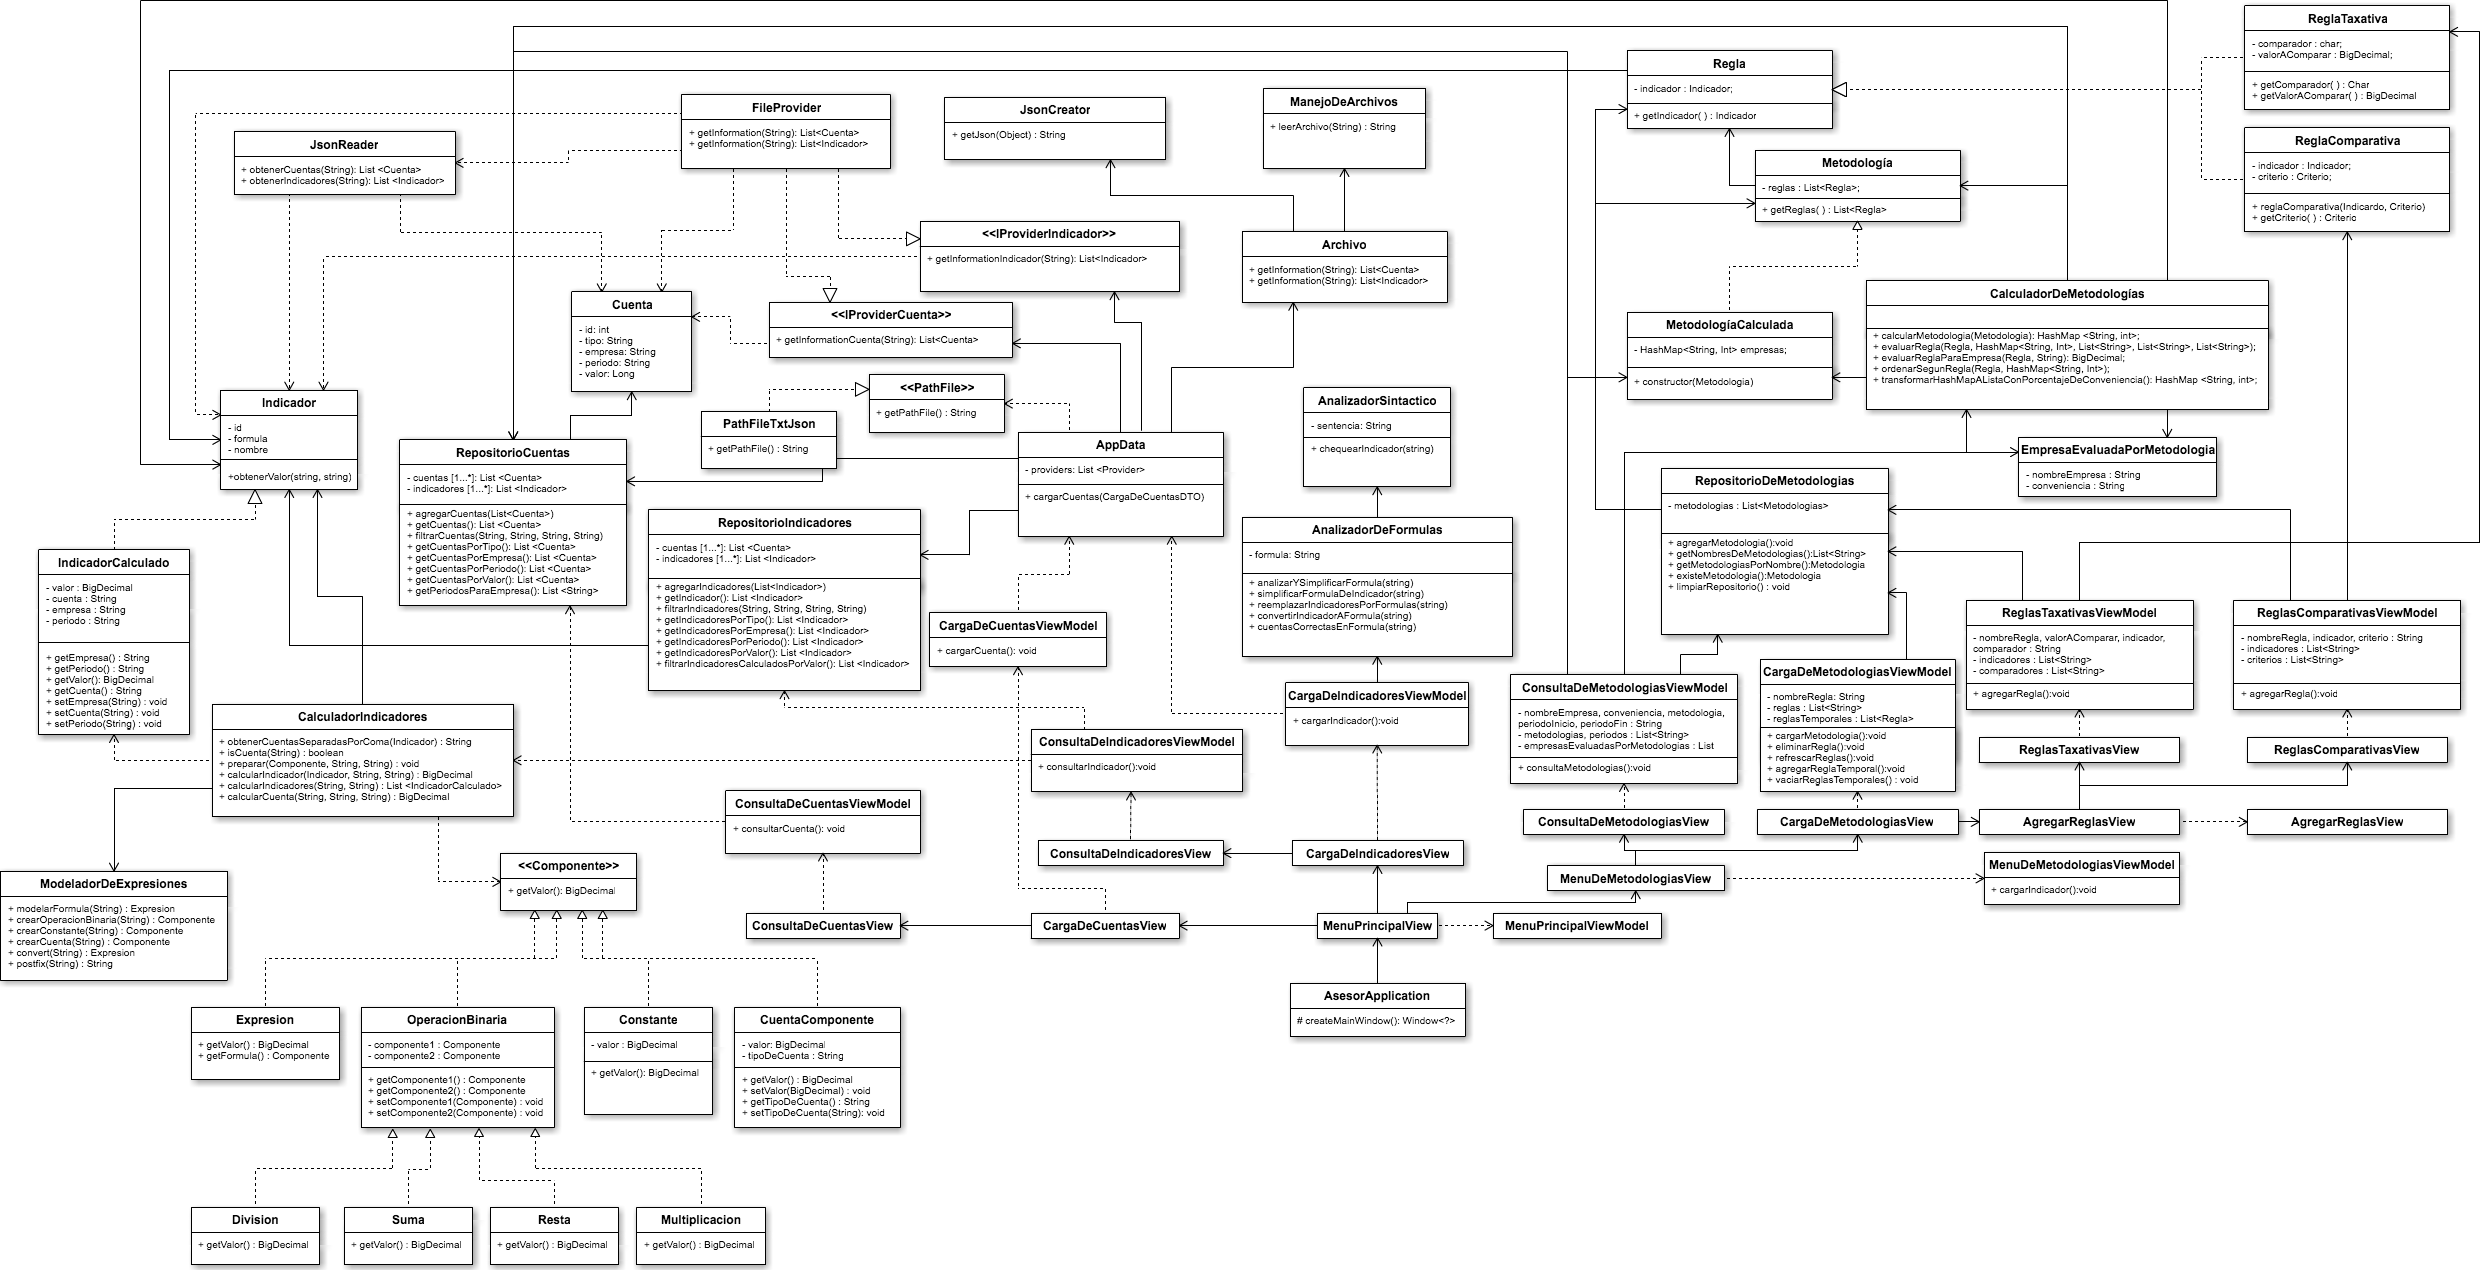 ReglaTaxativa
- comparador : char;
- valorAComparar : BigDecimal;
+ getComparador( ) : Char
+ getValorAComparar( ) : BigDecimal
Regla
- indicador : Indicador;
+ getIndicador( ) : Indicador
FileProvider
+ getInformation(String): List<Cuenta>
+ getInformation(String): List<Indicador>
JsonCreator
+ getJson(Object) : String
ManejoDeArchivos
+ leerArchivo(String) : String
JsonReader
+ obtenerCuentas(String): List <Cuenta>
+ obtenerIndicadores(String): List <Indicador>
ReglaComparativa
- indicador : Indicador;
- criterio : Criterio;
+ reglaComparativa(Indicardo, Criterio)
+ getCriterio( ) : Criterio
Metodología
- reglas : List<Regla>;
+ getReglas( ) : List<Regla>
<<IProviderIndicador>>
+ getInformationIndicador(String): List<Indicador>
Archivo
+ getInformation(String): List<Cuenta>
+ getInformation(String): List<Indicador>
Cuenta
- id: int
- tipo: String
- empresa: String
- periodo: String
- valor: Long
<<IProviderCuenta>>
+ getInformationCuenta(String): List<Cuenta>
MetodologíaCalculada
- HashMap<String, Int> empresas;
+ constructor(Metodología)
CalculadorDeMetodologías
+ calcularMetodologia(Metodologia): HashMap <String, int>;
+ evaluarRegla(Regla, HashMap<String, Int>, List<String>, List<String>, List<String>);
+ evaluarReglaParaEmpresa(Regla, String): BigDecimal;
+ ordenarSegunRegla(Regla, HashMap<String, Int>);
+ transformarHashMapAListaConPorcentajeDeConveniencia(): HashMap <String, int>;
<<PathFile>>
+ getPathFile() : String
Indicador
- id
- formula
- nombre
+obtenerValor(string, string)
PathFileTxtJson
+ getPathFile() : String
AnalizadorSintactico
- sentencia: String
+ chequearIndicador(string)
AppData
- providers: List <Provider>
+ cargarCuentas(CargaDeCuentasDTO)
RepositorioCuentas
- cuentas [1...*]: List <Cuenta>
- indicadores [1...*]: List <Indicador>
+ agregarCuentas(List<Cuenta>)
+ getCuentas(): List <Cuenta>
+ filtrarCuentas(String, String, String, String)
+ getCuentasPorTipo(): List <Cuenta>
+ getCuentasPorEmpresa(): List <Cuenta>
+ getCuentasPorPeriodo(): List <Cuenta>
+ getCuentasPorValor(): List <Cuenta>
+ getPeriodosParaEmpresa(): List <String>
EmpresaEvaluadaPorMetodologia
- nombreEmpresa : String
- conveniencia : String
RepositorioDeMetodologias
- metodologias : List<Metodologias>
+ agregarMetodologia():void
+ getNombresDeMetodologias():List<String>
+ getMetodologiasPorNombre():Metodologia
+ existeMetodologia():Metodologia
+ limpiarRepositorio() : void
RepositorioIndicadores
- cuentas [1...*]: List <Cuenta>
- indicadores [1...*]: List <Indicador>
+ agregarIndicadores(List<Indicador>)
+ getIndicador(): List <Indicador>
+ filtrarIndicadores(String, String, String, String)
+ getIndicadoresPorTipo(): List <Indicador>
+ getIndicadoresPorEmpresa(): List <Indicador>
+ getIndicadoresPorPeriodo(): List <Indicador>
+ getIndicadoresPorValor(): List <Indicador>
+ filtrarIndicadoresCalculadosPorValor(): List <Indicador>
AnalizadorDeFormulas
- formula: String
+ analizarYSimplificarFormula(string)
+ simplificarFormulaDeIndicador(string)
+ reemplazarIndicadoresPorFormulas(string)
+ convertirIndicadorAFormula(string)
+ cuentasCorrectasEnFormula(string)
IndicadorCalculado
- valor : BigDecimal
- cuenta : String
- empresa : String
- periodo : String
+ getEmpresa() : String
+ getPeriodo() : String
+ getValor(): BigDecimal
+ getCuenta() : String
+ setEmpresa(String) : void
+ setCuenta(String) : void
+ setPeriodo(String) : void
CargaDeCuentasViewModel
+ cargarCuenta(): void
ReglasTaxativasViewModel
- nombreRegla, valorAComparar, indicador,
comparador : String
- indicadores : List<String>
- comparadores : List<String>
+ agregarRegla():void
ReglasComparativasViewModel
- nombreRegla, indicador, criterio : String
- indicadores : List<String>
- criterios : List<String>
+ agregarRegla():void
CargaDeIndicadoresViewModel
+ cargarIndicador():void
ConsultaDeMetodologiasViewModel
- nombreEmpresa, conveniencia, metodologia,
periodoInicio, periodoFin : String
- metodologias, periodos : List<String>
- empresasEvaluadasPorMetodologias : List
+ consultaMetodologias():void
CargaDeMetodologiasViewModel
- nombreRegla: String
- reglas : List<String>
- reglasTemporales : List<Regla>
+ cargarMetodologia():void
+ eliminarRegla():void
+ refrescarReglas():void
+ agregarReglaTemporal():void
+ vaciarReglasTemporales() : void
CalculadorIndicadores
+ obtenerCuentasSeparadasPorComa(Indicador) : String
+ isCuenta(String) : boolean
+ preparar(Componente, String, String) : void
+ calcularIndicador(Indicador, String, String) : BigDecimal
+ calcularIndicadores(String, String) : List <IndicadorCalculado>
+ calcularCuenta(String, String, String) : BigDecimal
ConsultaDeIndicadoresViewModel
+ consultarIndicador():void
ReglasTaxativasView
ReglasComparativasView
ConsultaDeCuentasViewModel
+ consultarCuenta(): void
ConsultaDeMetodologiasView
CargaDeMetodologiasView
AgregarReglasView
AgregarReglasView
ConsultaDeIndicadoresView
CargaDeIndicadoresView
<<Componente>>
+ getValor(): BigDecimal
MenuDeMetodologiasView
MenuDeMetodologiasViewModel
+ cargarIndicador():void
ModeladorDeExpresiones
+ modelarFormula(String) : Expresion
+ crearOperacionBinaria(String) : Componente
+ crearConstante(String) : Componente
+ crearCuenta(String) : Componente
+ convert(String) : Expresion
+ postfix(String) : String
ConsultaDeCuentasView
CargaDeCuentasView
MenuPrincipalView
MenuPrincipalViewModel
AsesorApplication
# createMainWindow(): Window<?>
Expresion
+ getValor() : BigDecimal
+ getFormula() : Componente
OperacionBinaria
- componente1 : Componente
- componente2 : Componente
+ getComponente1() : Componente
+ getComponente2() : Componente
+ setComponente1(Componente) : void
+ setComponente2(Componente) : void
Constante
- valor : BigDecimal
+ getValor(): BigDecimal
CuentaComponente
- valor: BigDecimal
- tipoDeCuenta : String
+ getValor() : BigDecimal
+ setValor(BigDecimal) : void
+ getTipoDeCuenta() : String
+ setTipoDeCuenta(String): void
Division
+ getValor() : BigDecimal
Suma
+ getValor() : BigDecimal
Resta
+ getValor() : BigDecimal
Multiplicacion
+ getValor() : BigDecimal